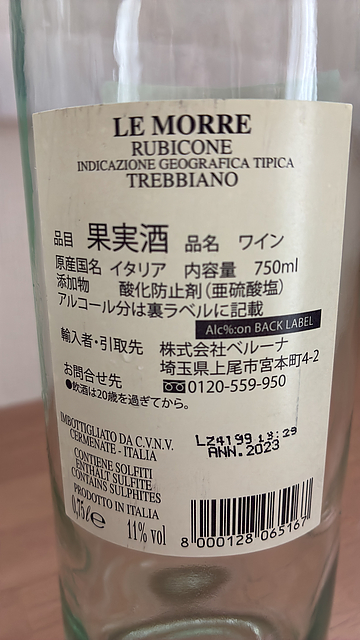 LE MORRE
RUBICONE
INDICAZIONE GEOGRAFICA TIPICA
TREBBIANO
品目 果実酒 品名 ワイン
原産国名 イタリア 内容量 750ml
添加物 酸化防止剤(亜硫酸塩)
アルコール分は裏ラベルに記載
Alc%:on BACK LABEL
輸入者・引取先 株式会社ベルーナ
埼玉県上尾市宮本町4-2
お問合せ先 0120-559-950
●飲酒は20歳を過ぎてから。
IMBOTTIGLIATO DA C.V.N.V.
CERMENATE - ITALIA
LZ4199 18:29
ANN.2023
CONTIENE SOLFITI
ENTHALT SULFITE
CONTAINS SULPHITES
PRODOTTO IN ITALIA
0,75ℓ e 11% vol
8 000128 065167